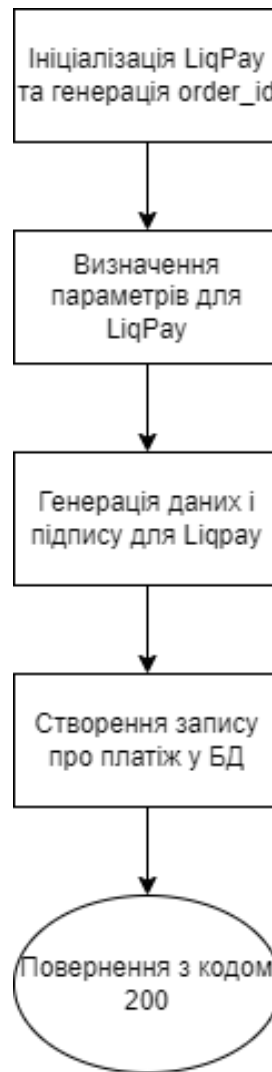 Ініціалізація LiqPay
та генерація order_id
Визначення
параметрів для
LiqPay
Генерація даних і
підпису для Liqpay
Створення запису
про платіж у БД
Повернення з кодом
200